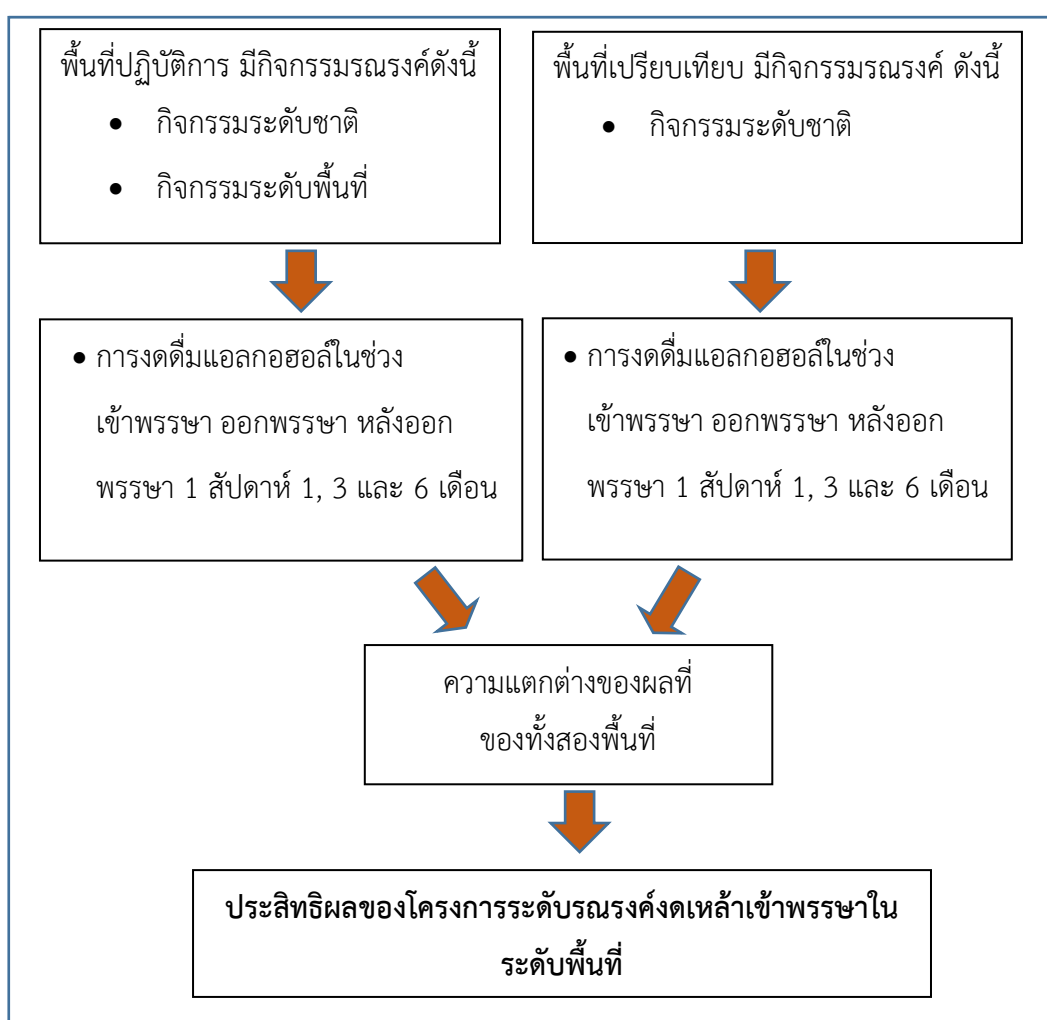 พื้นที่ปฏิบัติการ มีกิจกรรมรณรงค์ดังนี้
• กิจกรรมระดับชาติ
• กิจกรรมระดับพื้นที่
พื้นที่เปรียบเทียบ มีกิจกรรมรณรงค์ ดังนี้
• กิจกรรมระดับชาติ
• การงดดื่มแอลกอฮอล์ในช่วง
เข้าพรรษา ออกพรรษา หลังออก
พรรษา 1 สัปดาห์ 1, 3 และ 6 เดือน
• การงดดื่มแอลกอฮอล์ในช่วง
เข้าพรรษา ออกพรรษา หลังออก
พรรษา 1 สัปดาห์ 1, 3 และ 6 เดือน
ความแตกต่างของผลที่
ของทั้งสองพื้นที่
ประสิทธิผลของโครงการระดับรณรงค์งดเหล้าเข้าพรรษาใน
ระดับพื้นที่